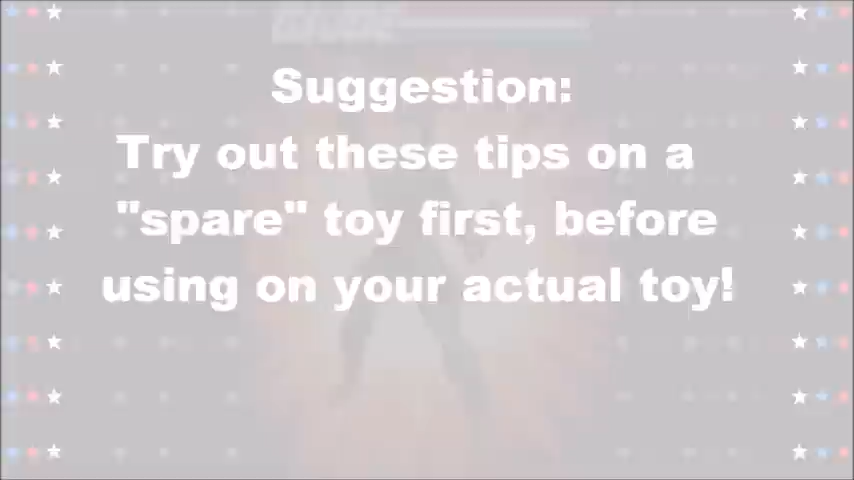 Suggestion:
Try out these tips on a
"spare" toy first, before
using on your actual toy!